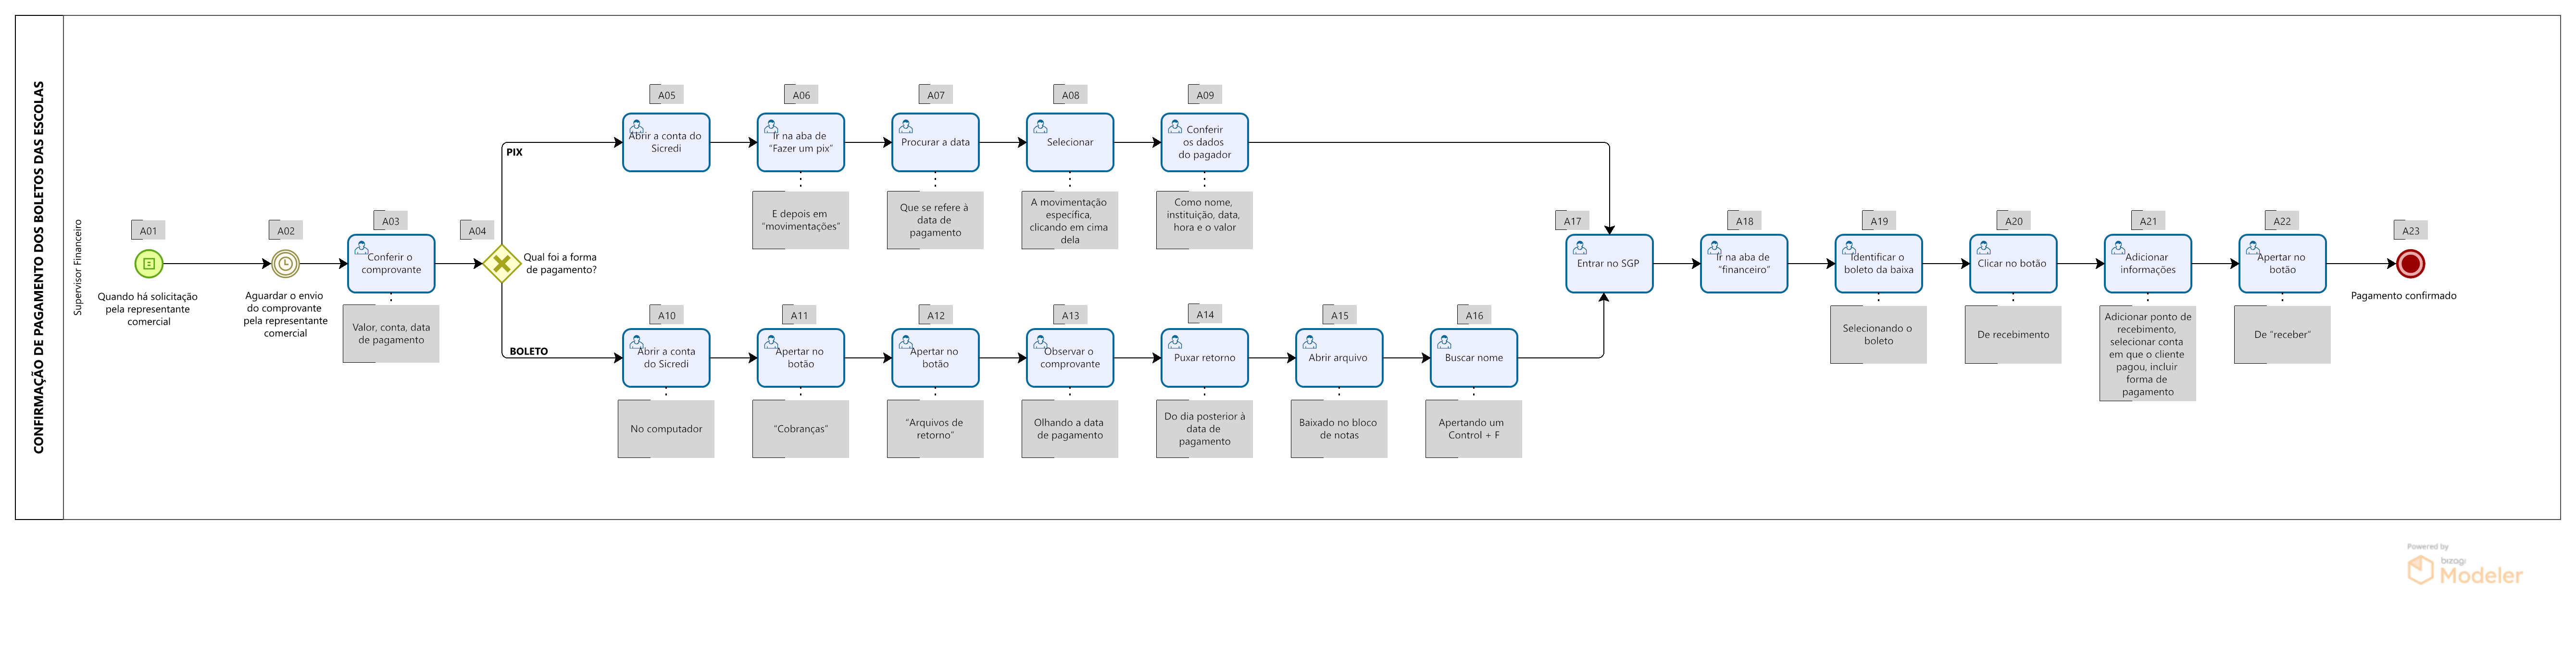 CONFIRMAÇÃO DE PAGAMENTO DOS BOLETOS DAS ESCOLAS
Supervisor Financeiro
A01
Quando há solicitação
pela representante
comercial
A02
Aguardar o envio
do comprovante
pela representante
comercial
A03
Conferir o
comprovante
Valor, conta, data
de pagamento
A04
Qual foi a forma
de pagamento?
PIX
A05
Abrir a conta do
Sicredi
A06
Ir na aba de
"Fazer um pix"
E depois em
"movimentações"
A07
Procurar a data
Que se refere à
data de
pagamento
A08
Selecionar
A movimentação
especifica,
clicando em cima
dela
A09
Conferir
os dados
do pagador
Como nome,
instituição, data,
hora e o valor
BOLETO
A10
Abrir a conta
do Sicredi
No computador
A11
Apertar no
botão
"Cobranças"
A12
Apertar no
botão
"Arquivos de
retorno"
A13
Observar o
comprovante
Olhando a data
de pagamento
A14
Puxar retorno
Do dia posterior à
data de
pagamento
A15
Abrir arquivo
Baixado no bloco
de notas
A16
Buscar nome
Apertando um
Control + F
A17
Entrar no SGP
A18
Ir na aba de
"financeiro"
A19
Identificar o
boleto da baixa
Selecionando o
boleto
A20
Clicar no botão
De recebimento
A21
Adicionar
informações
Adicionar ponto de
recebimento,
selecionar conta
em que o cliente
pagou, incluir
forma de
pagamento
A22
Apertar no
botão
De "receber"
A23
Pagamento confirmado
Powered by
bizagi
Modeler